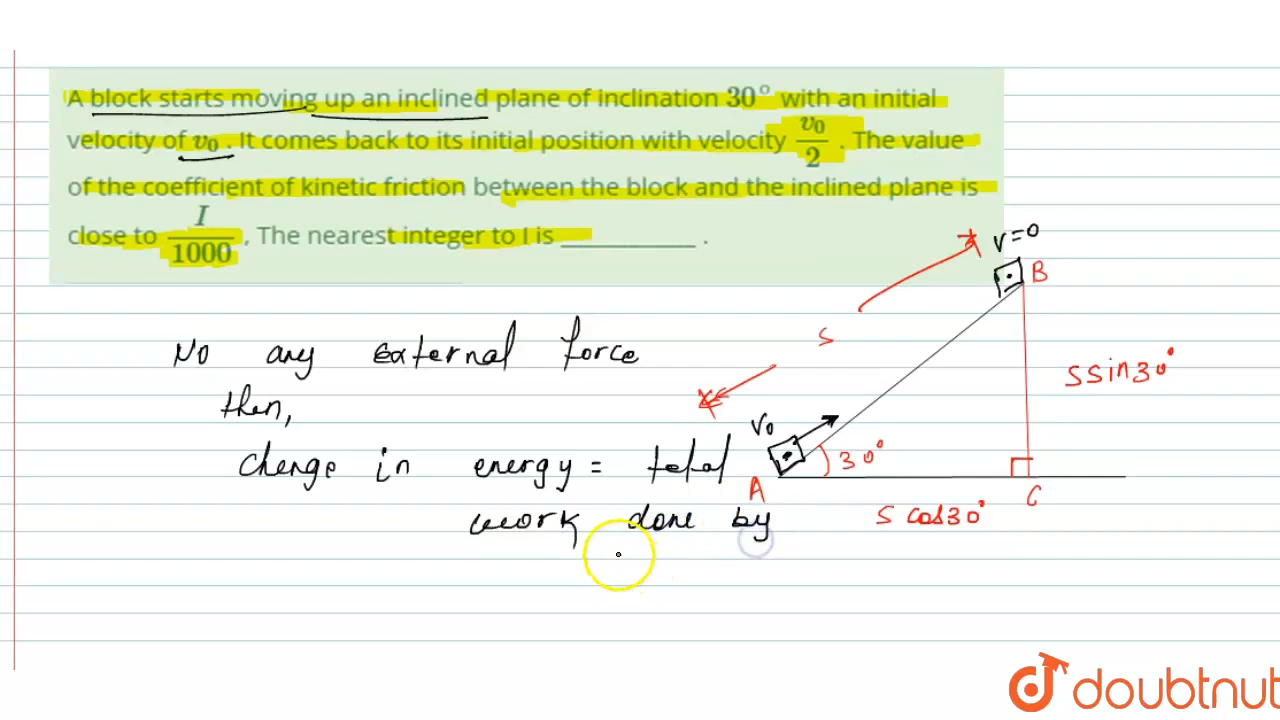 A block starts moving up an inclined plane of inclination 30° with an initial
velocity of v₀ . It comes back to its initial position with velocity v₀/2 . The value
of the coefficient of kinetic friction between the block and the inclined plane is
close to I/1000 , The nearest integer to I is __________ .
v=0
B
s
s sin30°
No any external force
then,
v₀
30°
change in energy = total
A
C
work done by
s cos30°
doubtnut